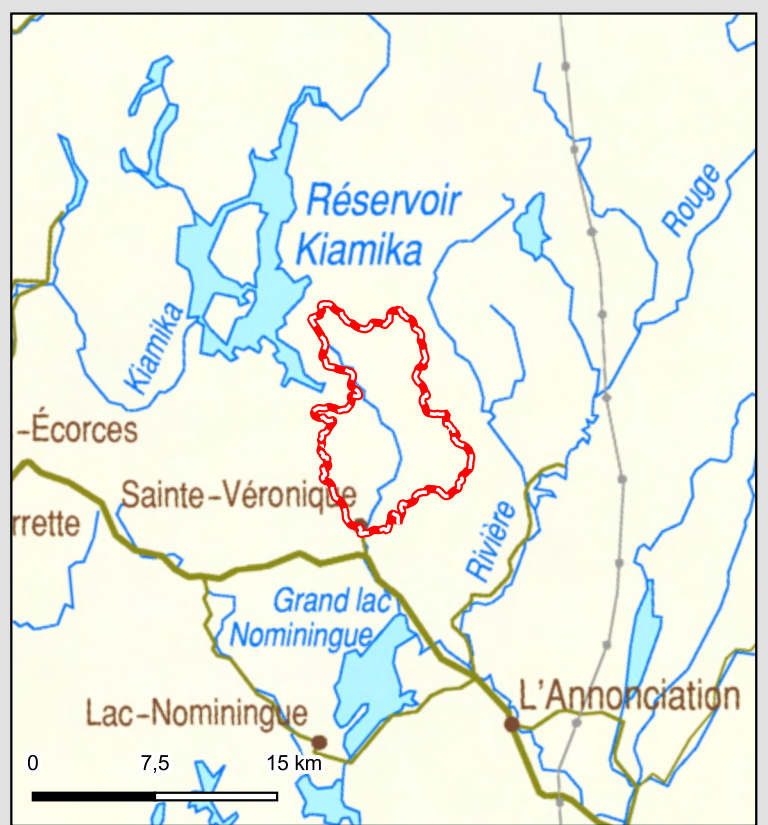 Réservoir
Kiamika
Rouge
Kiamika
-Écorces
Sainte-Véronique
rrette
Rivière
Grand lac
Nominingue
L'Annonciation
Lac-Nominingue
0 7,5 15 km